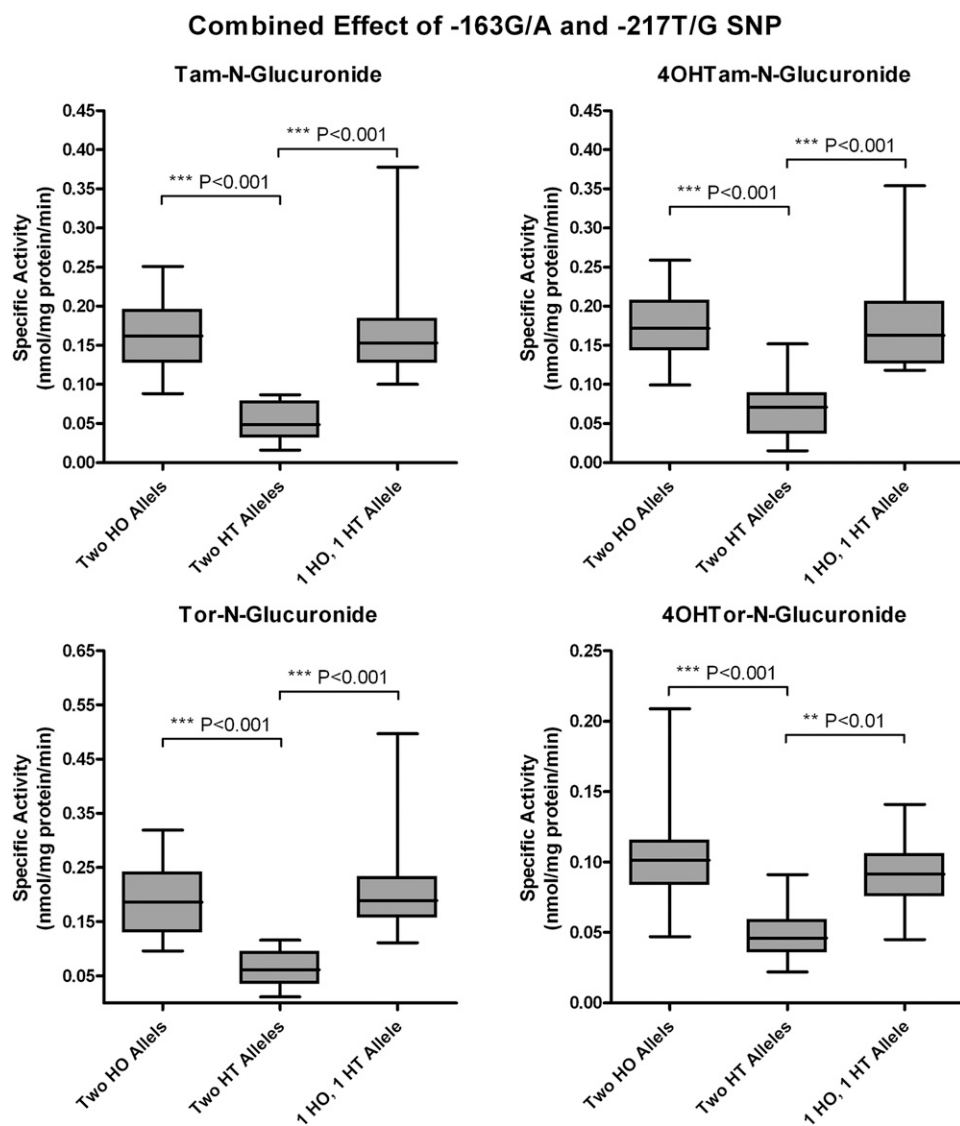 Combined Effect of -163G/A and -217T/G SNP
Tam-N-Glucuronide
Specific Activity
(nmol/mg protein/min)
0.45
0.40
0.35
0.30
0.25
0.20
0.15
0.10
0.05
0.00
*** P<0.001
*** P<0.001
Two HO Allels
Two HT Alleles
1 HO, 1 HT Allele
4OHTam-N-Glucuronide
Specific Activity
(nmol/mg protein/min)
0.45
0.40
0.35
0.30
0.25
0.20
0.15
0.10
0.05
0.00
*** P<0.001
*** P<0.001
Two HO Allels
Two HT Alleles
1 HO, 1 HT Allele
Tor-N-Glucuronide
Specific Activity
(nmol/mg protein/min)
0.65
0.55
0.45
0.35
0.25
0.15
0.05
*** P<0.001
*** P<0.001
Two HO Allels
Two HT Alleles
1 HO, 1 HT Allele
4OHTor-N-Glucuronide
Specific Activity
(nmol/mg protein/min)
0.25
0.20
0.15
0.10
0.05
0.00
*** P<0.001
** P<0.01
Two HO Allels
Two HT Alleles
1 HO, 1 HT Allele